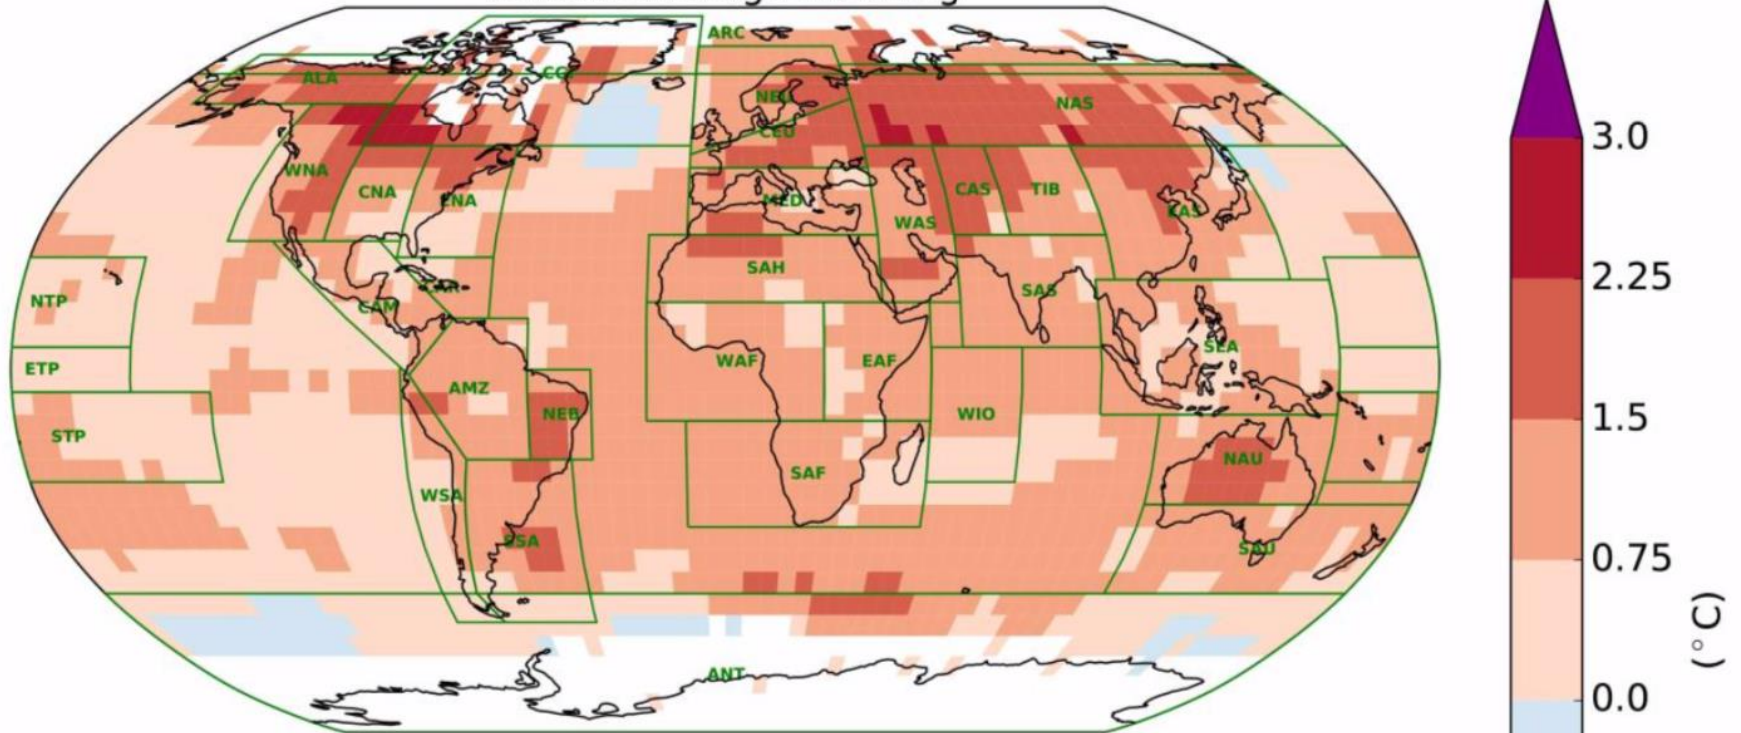 ARC
ALA
NAS
WNA
CNA
ENA
CEU
CAS
TIB
EAS
MED
WAS
SAH
SAS
NTP
CAM
SEA
ETP
WAF
EAF
AMZ
NEB
WIO
STP
NAU
SAF
WSA
SSA
SAU
ANT
3.0
2.25
1.5
0.75
0.0
(°C)